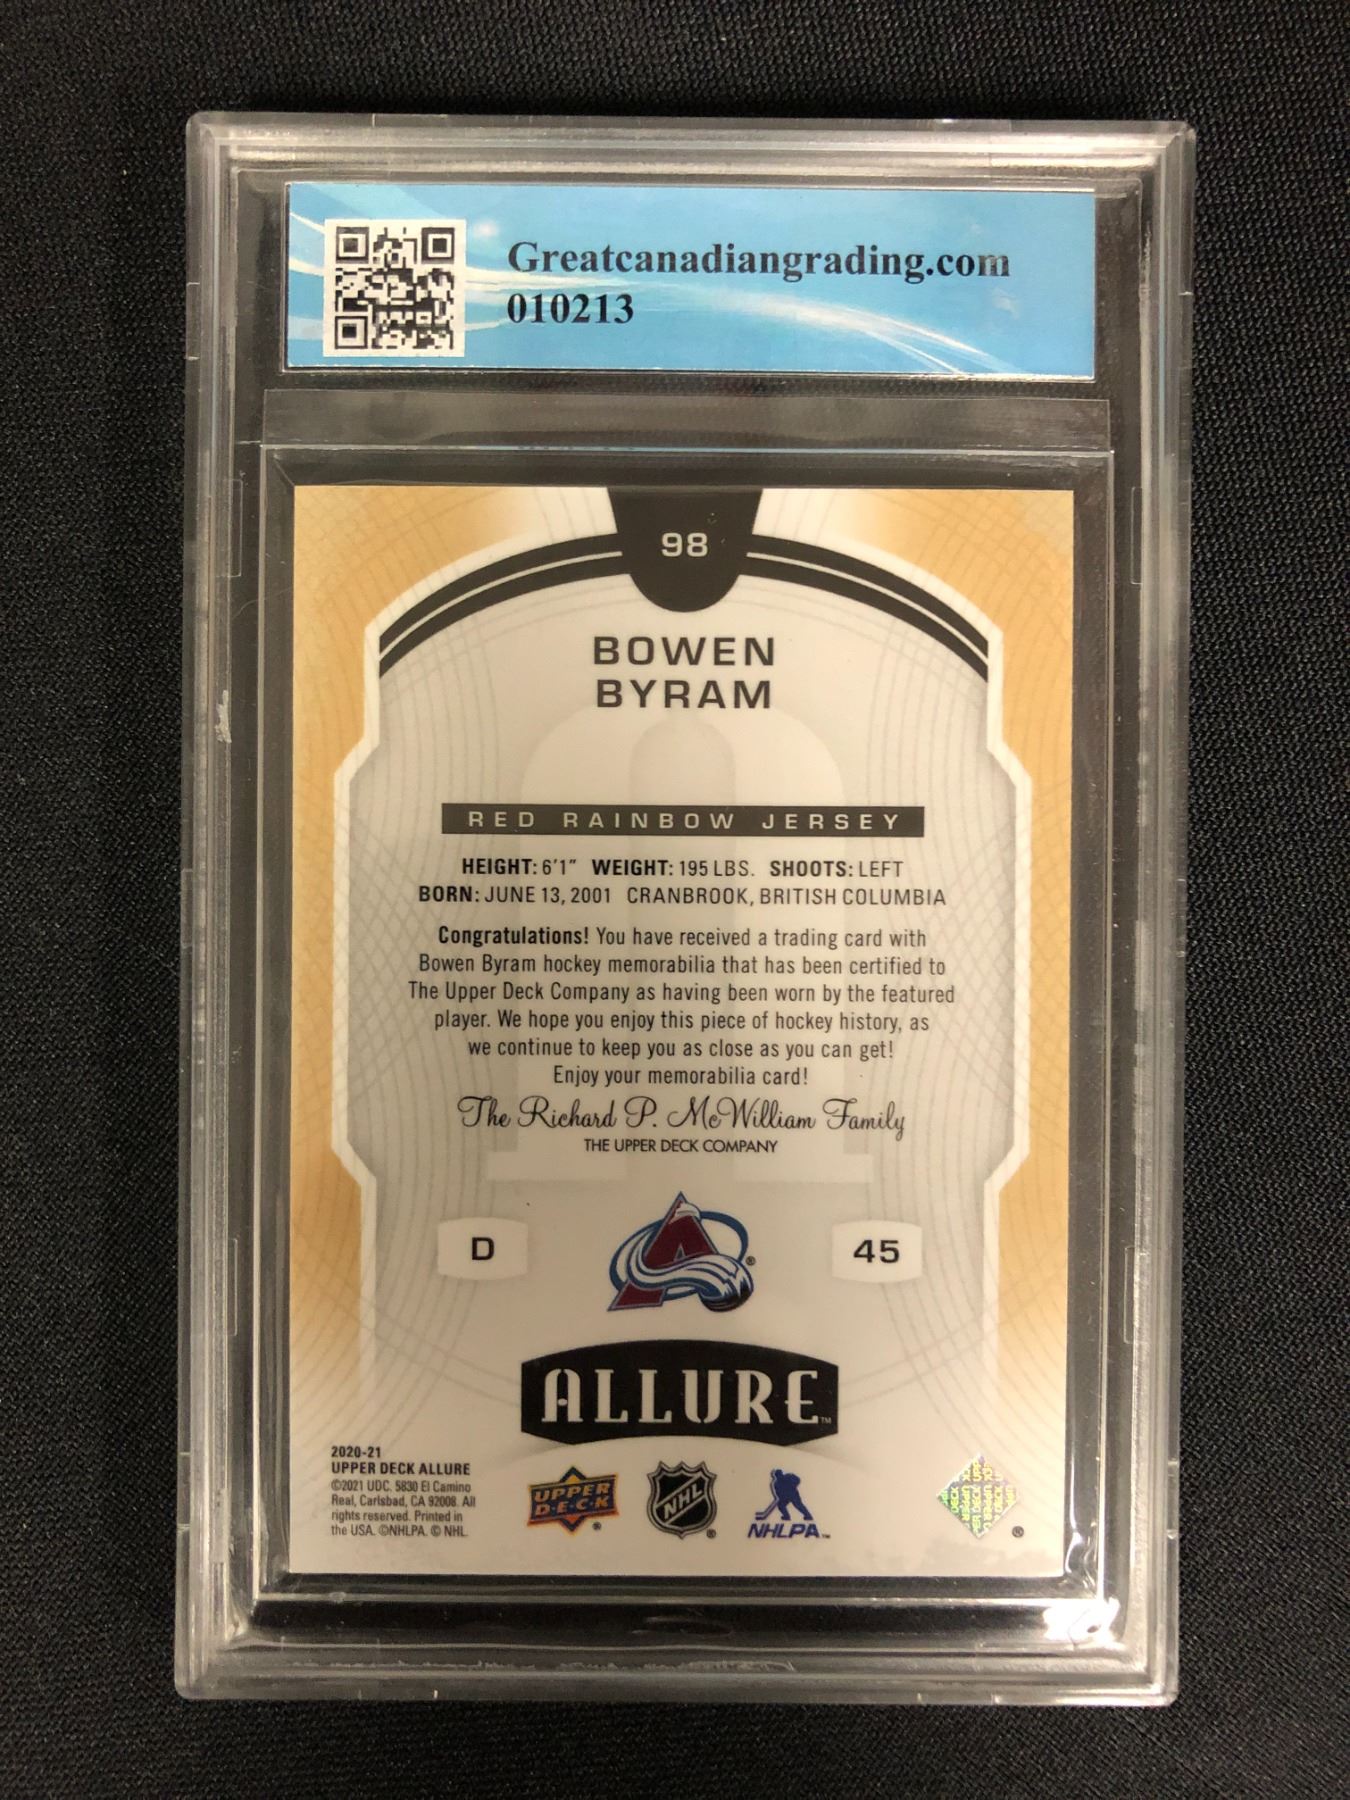 Greatcanadiangrading.com
010213
98
BOWEN
BYRAM
RED RAINBOW JERSEY
HEIGHT: 6'1" WEIGHT: 195 LBS. SHOOTS: LEFT
BORN: JUNE 13, 2001 CRANBROOK, BRITISH COLUMBIA
Congratulations! You have received a trading card with
Bowen Byram hockey memorabilia that has been certified to
The Upper Deck Company as having been worn by the featured
player. We hope you enjoy this piece of hockey history, as
we continue to keep you as close as you can get!
Enjoy your memorabilia card!
The Richard P. McWilliam Family
THE UPPER DECK COMPANY
D
®
45
ALLURE™
2020-21
UPPER DECK ALLURE
©2021 UDC. 5830 El Camino
Real, Carlsbad, CA 92008. All
rights reserved. Printed in
the USA. ©NHLPA. © NHL.
UPPER
D·E·C·K
®
NHL
®
NHLPA™
®